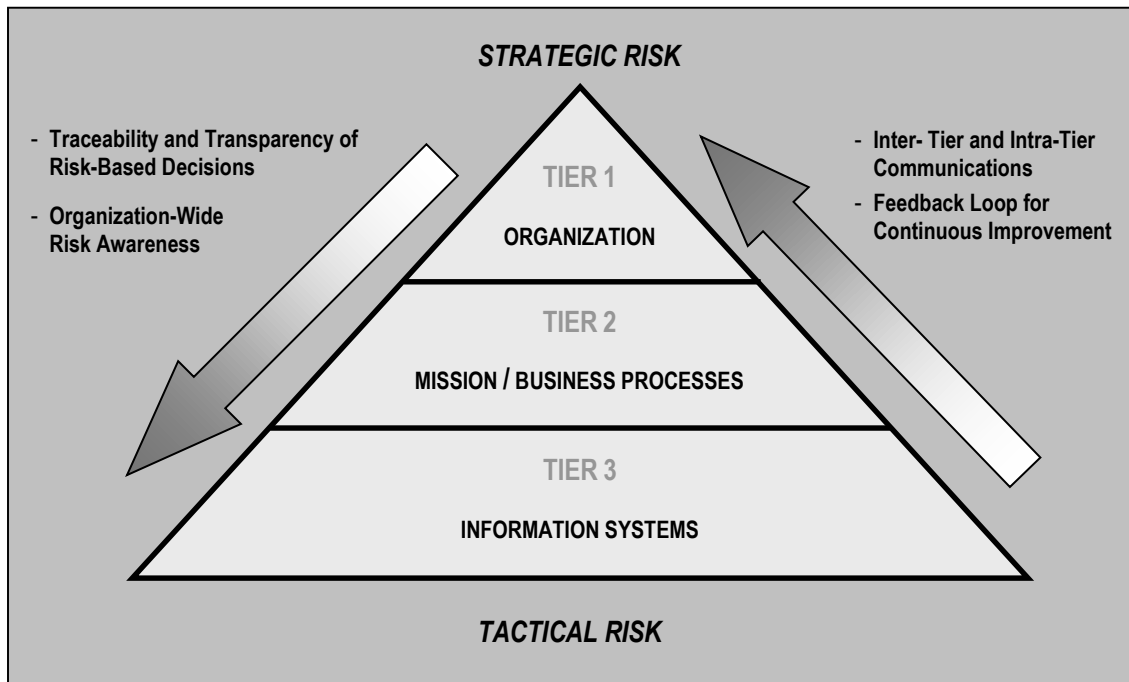 STRATEGIC RISK
- Traceability and Transparency of
Risk-Based Decisions
- Organization-Wide
Risk Awareness
- Inter- Tier and Intra-Tier
Communications
- Feedback Loop for
Continuous Improvement
TIER 1
ORGANIZATION
TIER 2
MISSION / BUSINESS PROCESSES
TIER 3
INFORMATION SYSTEMS
TACTICAL RISK